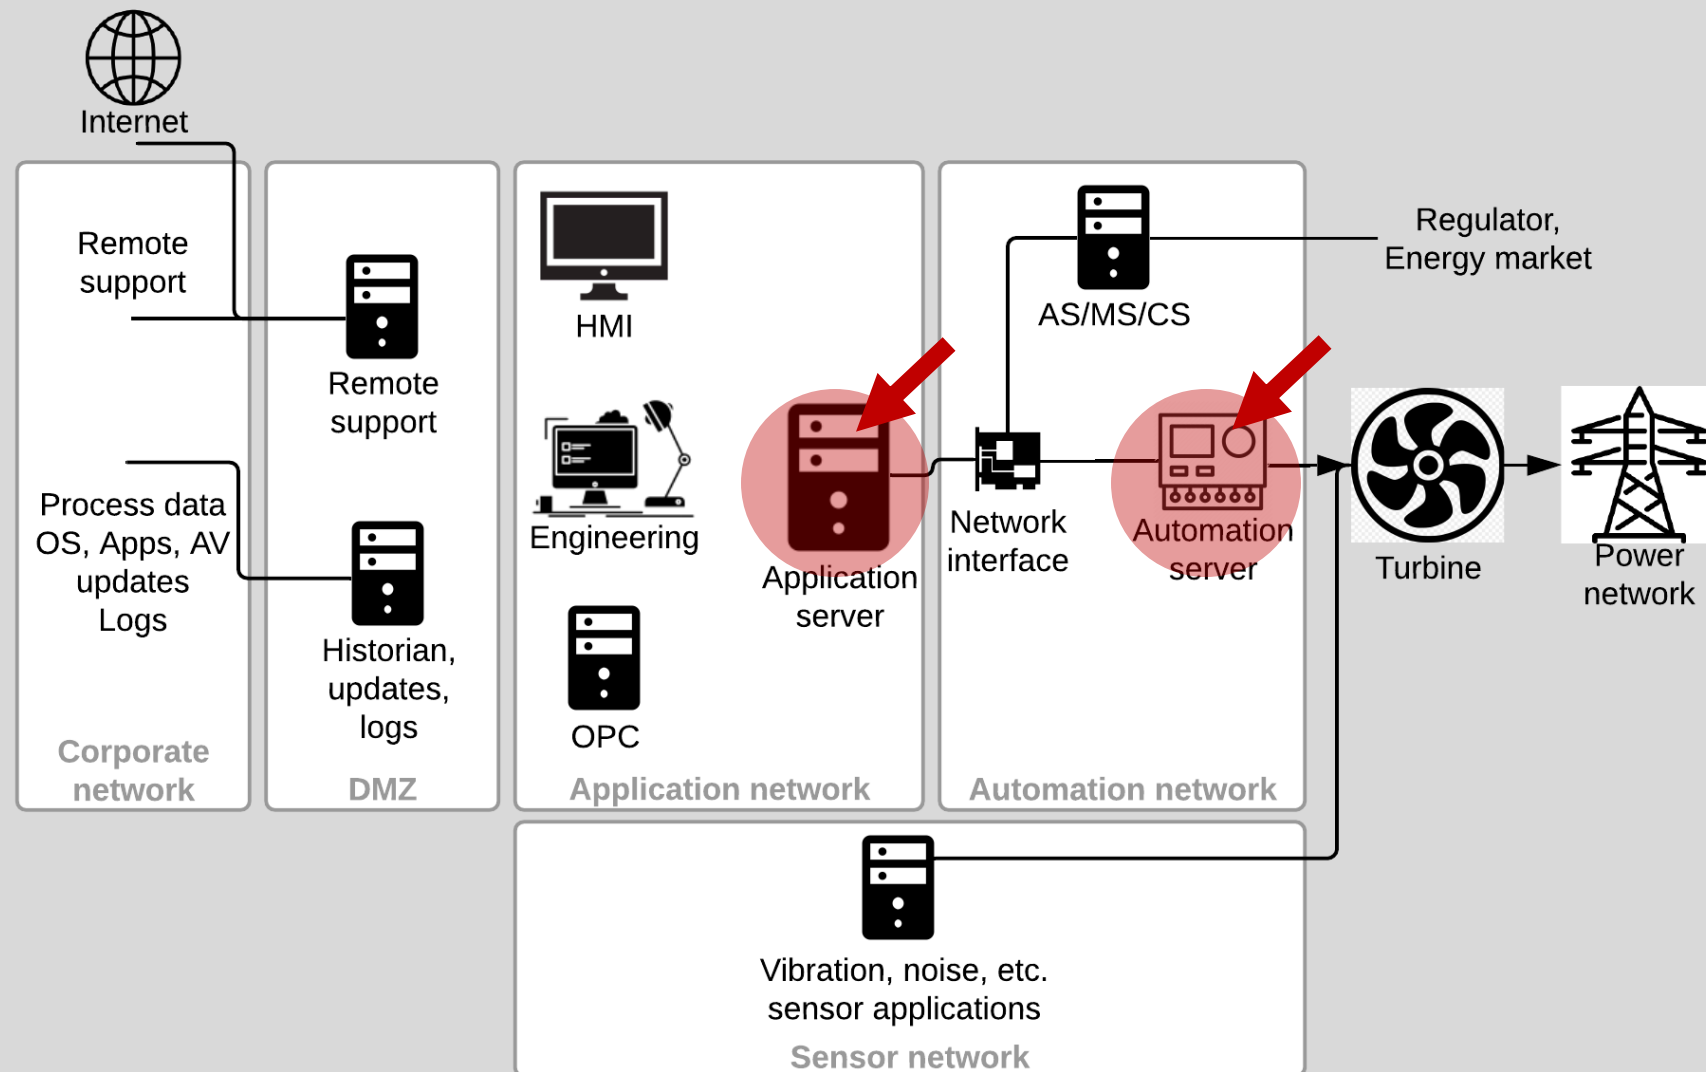 Internet
Remote
support
Process data
OS, Apps, AV
updates
Logs
Corporate
network
Remote
support
Historian,
updates,
logs
DMZ
HMI
Engineering
OPC
Application
server
Application network
AS/MS/CS
Network
interface
Automation
server
Automation network
Regulator,
Energy market
Turbine
Power
network
Vibration, noise, etc.
sensor applications
Sensor network